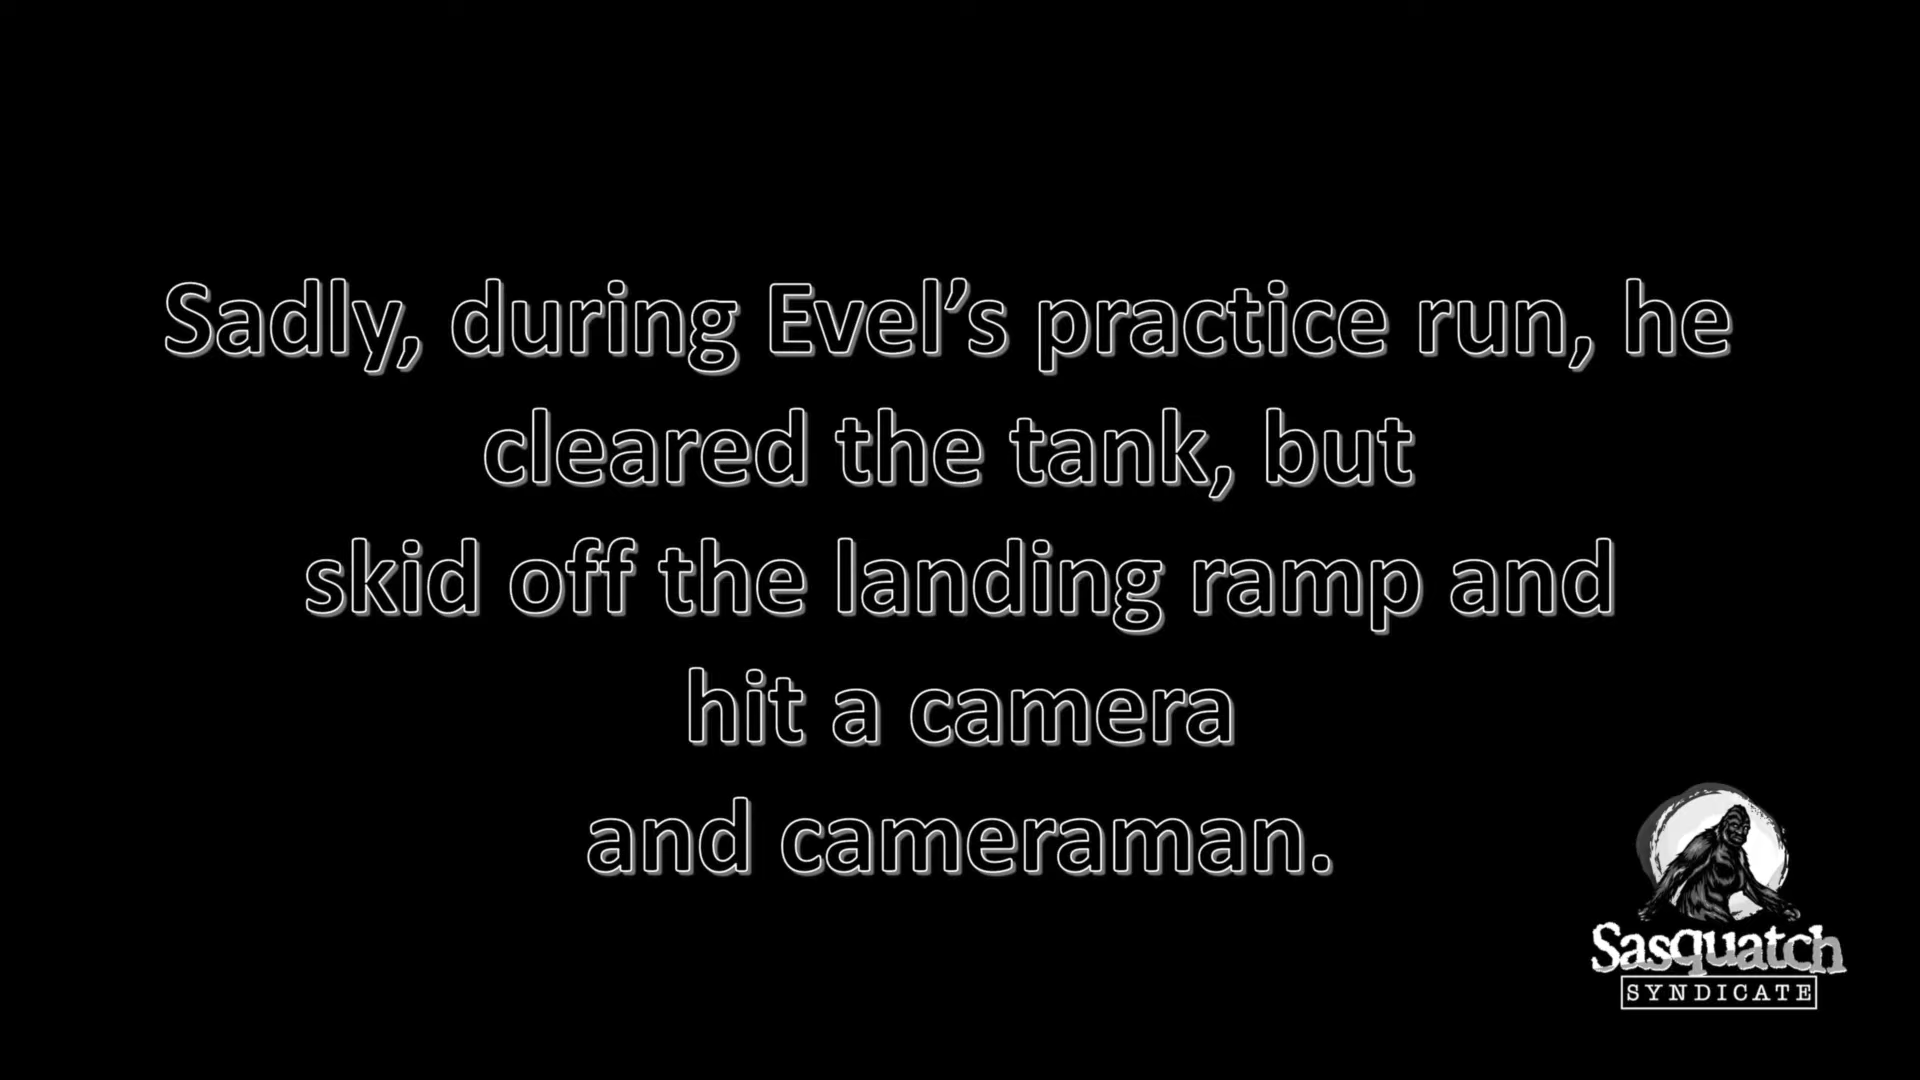 Sadly, during Evel’s practice run, he
cleared the tank, but
skid off the landing ramp and
hit a camera
and cameraman.
Sasquatch
SYNDICATE